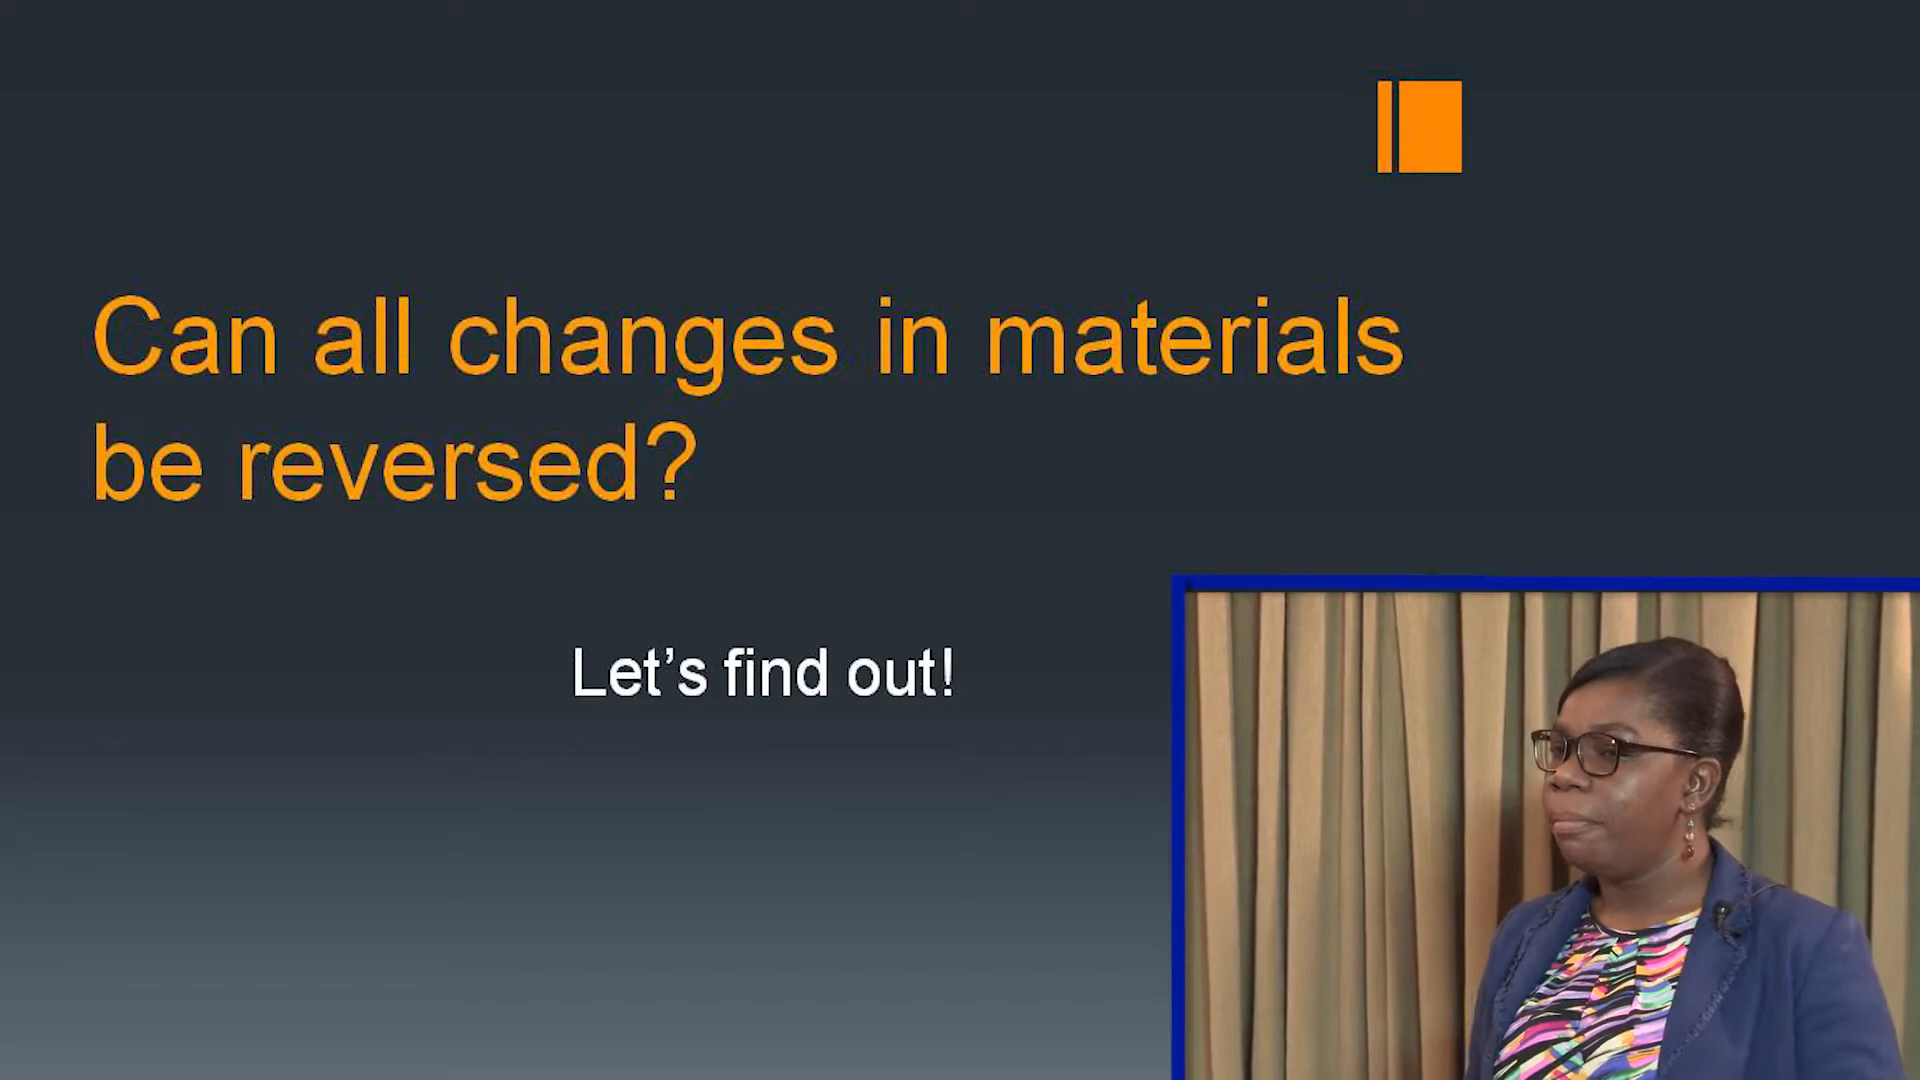 Can all changes in materials
be reversed?
Let’s find out!